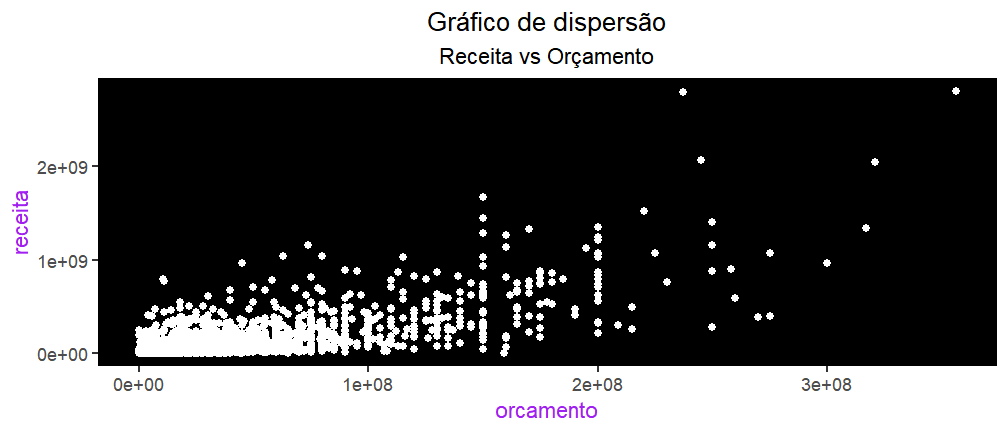 Gráfico de dispersão
Receita vs Orçamento
receita
2e+09
1e+09
0e+00
0e+00 1e+08 2e+08 3e+08
orcamento